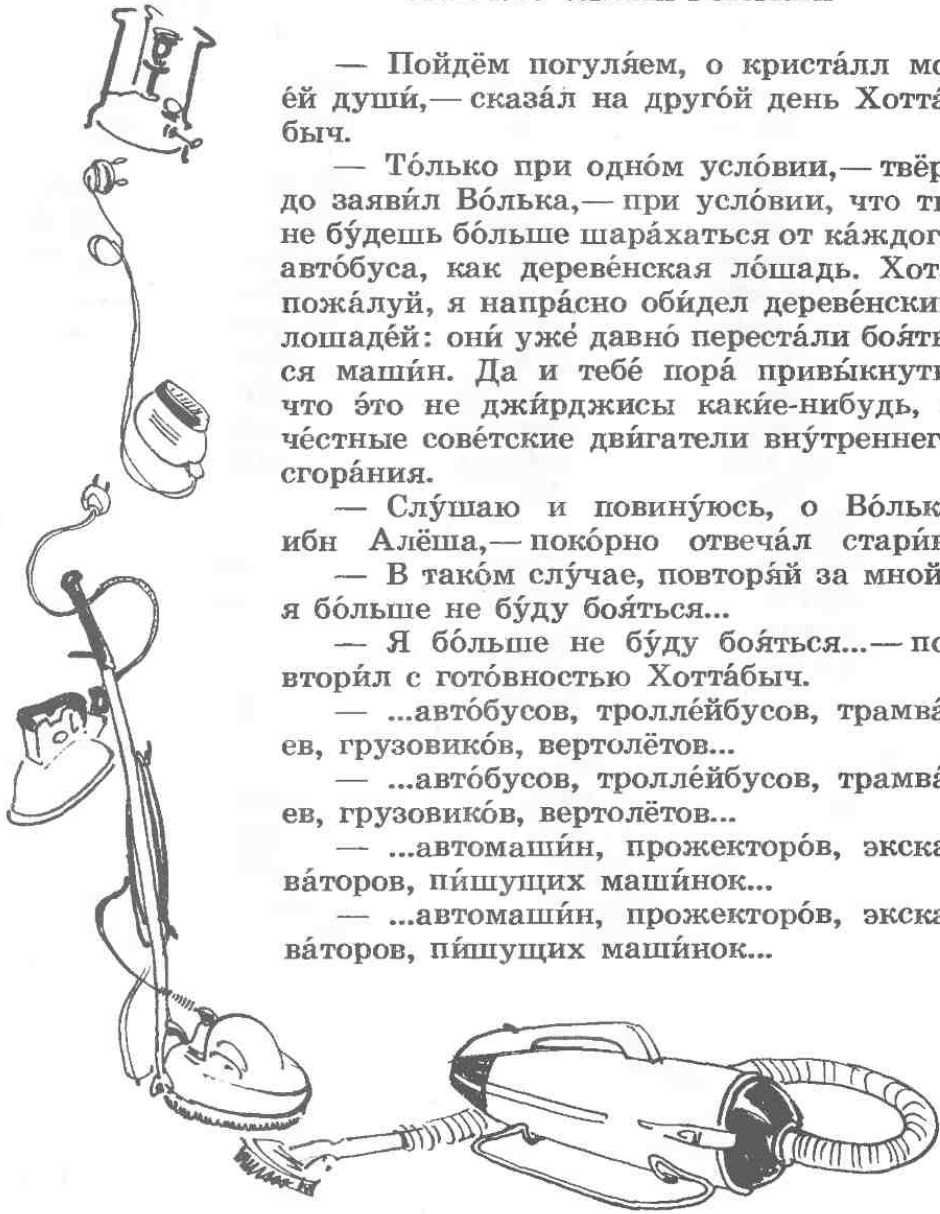 — Пойдём погуля́ем, о криста́лл мо
е́й души́,— сказа́л на друго́й день Хотта́
быч.
— То́лько при одно́м усло́вии,— твёр
до заяви́л Во́лька,— при усло́вии, что ты
не бу́дешь бо́льше шара́хаться от ка́ждог
авто́буса, как дереве́нская ло́шадь. Хот
пожа́луй, я напра́сно оби́дел дереве́нски
лошаде́й: они́ уже́ давно́ переста́ли боя́ть
ся маши́н. Да и тебе́ пора́ привы́кнут
что э́то не джи́рджисы каки́е-нибудь,
че́стные сове́тские дви́гатели вну́треннег
сгора́ния.
— Слу́шаю и повину́юсь, о Во́льк
ибн Алёша,— поко́рно отвеча́л стари́
— В тако́м слу́чае, повторя́й за мной
я бо́льше не бу́ду боя́ться...
— Я бо́льше не бу́ду боя́ться...— по
втори́л с гото́вностью Хотта́быч.
— ...авто́бусов, тролле́йбусов, трамва́
ев, грузовико́в, вертолётов...
— ...авто́бусов, тролле́йбусов, трамва́
ев, грузовико́в, вертолётов...
— ...автомаши́н, прожекторо́в, экска
ва́торов, пи́шущих маши́нок...
— ...автомаши́н, прожекторо́в, экска
ва́торов, пи́шущих маши́нок...